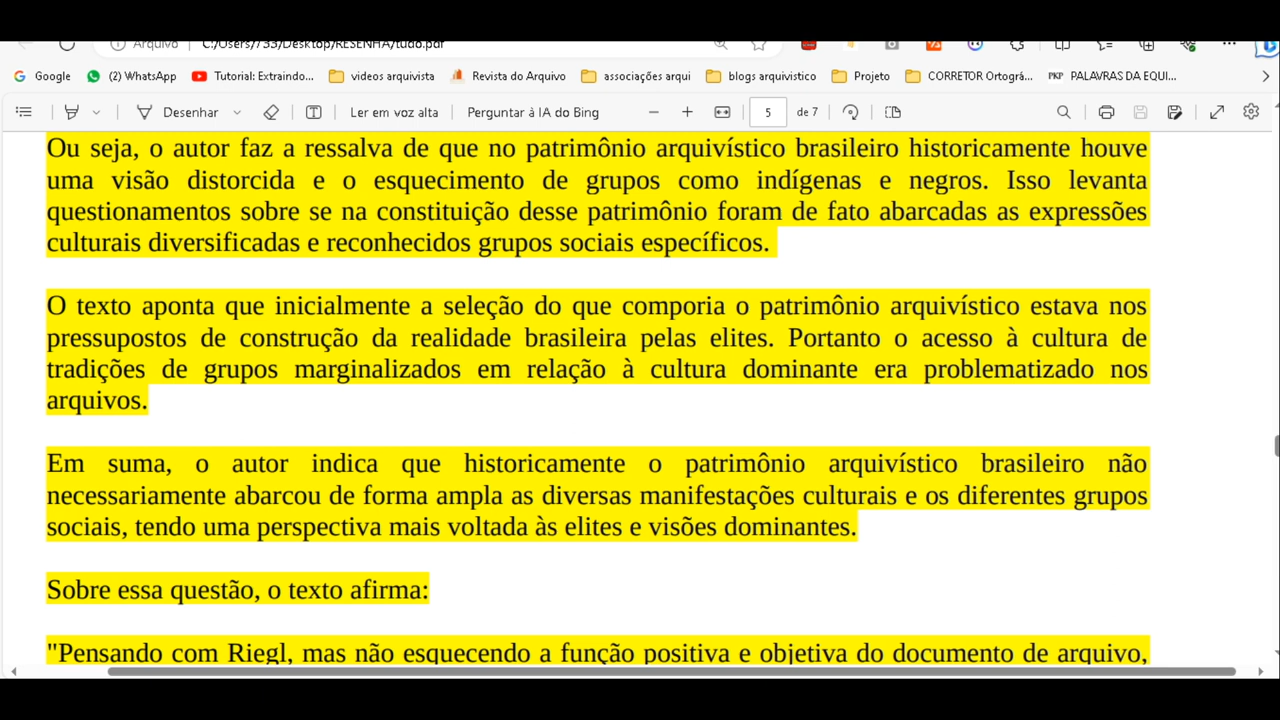 Arquivo C:/Users/733/Desktop/RESENHA/tudo.pdf
Google (2) WhatsApp Tutorial: Extraindo... videos arquivista Revista do Arquivo associações arqui blogs arquivistico Projeto CORRETOR Ortográ... PKP PALAVRAS DA EQUI...
Desenhar Ler em voz alta Perguntar à IA do Bing 5 de 7
Ou seja, o autor faz a ressalva de que no patrimônio arquivístico brasileiro historicamente houve
uma visão distorcida e o esquecimento de grupos como indígenas e negros. Isso levanta
questionamentos sobre se na constituição desse patrimônio foram de fato abarcadas as expressões
culturais diversificadas e reconhecidos grupos sociais específicos.
O texto aponta que inicialmente a seleção do que comporia o patrimônio arquivístico estava nos
pressupostos de construção da realidade brasileira pelas elites. Portanto o acesso à cultura de
tradições de grupos marginalizados em relação à cultura dominante era problematizado nos
arquivos.
Em suma, o autor indica que historicamente o patrimônio arquivístico brasileiro não
necessariamente abarcou de forma ampla as diversas manifestações culturais e os diferentes grupos
sociais, tendo uma perspectiva mais voltada às elites e visões dominantes.
Sobre essa questão, o texto afirma:
"Pensando com Riegl, mas não esquecendo a função positiva e objetiva do documento de arquivo,